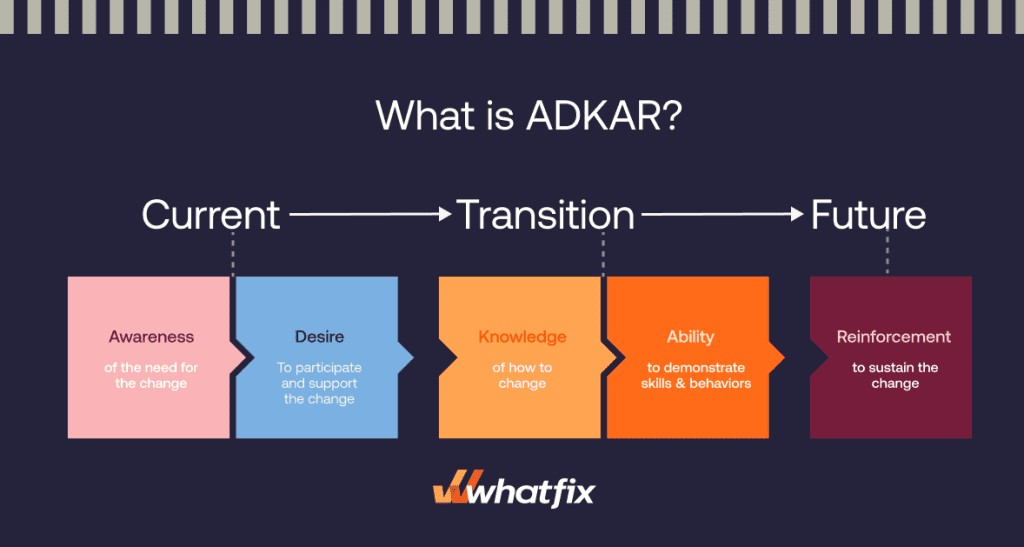 What is ADKAR?
Current
Transition
Future
Awareness
of the need for
the change
Desire
To participate
and support
the change
Knowledge
of how to
change
Ability
to demonstrate
skills & behaviors
Reinforcement
to sustain the
change
whatfix